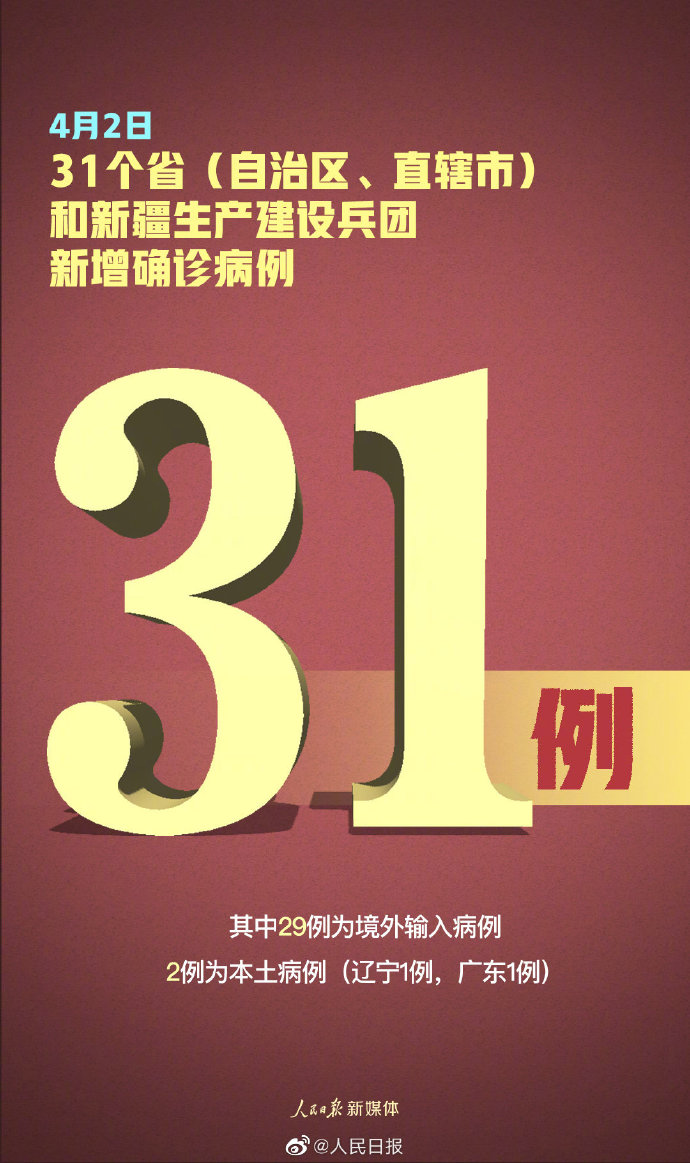 4月2日
31个省（自治区、直辖市）
和新疆生产建设兵团
新增确诊病例
31
例
其中29例为境外输入病例
2例为本土病例（辽宁1例，广东1例）
人民日报 新媒体
@人民日报